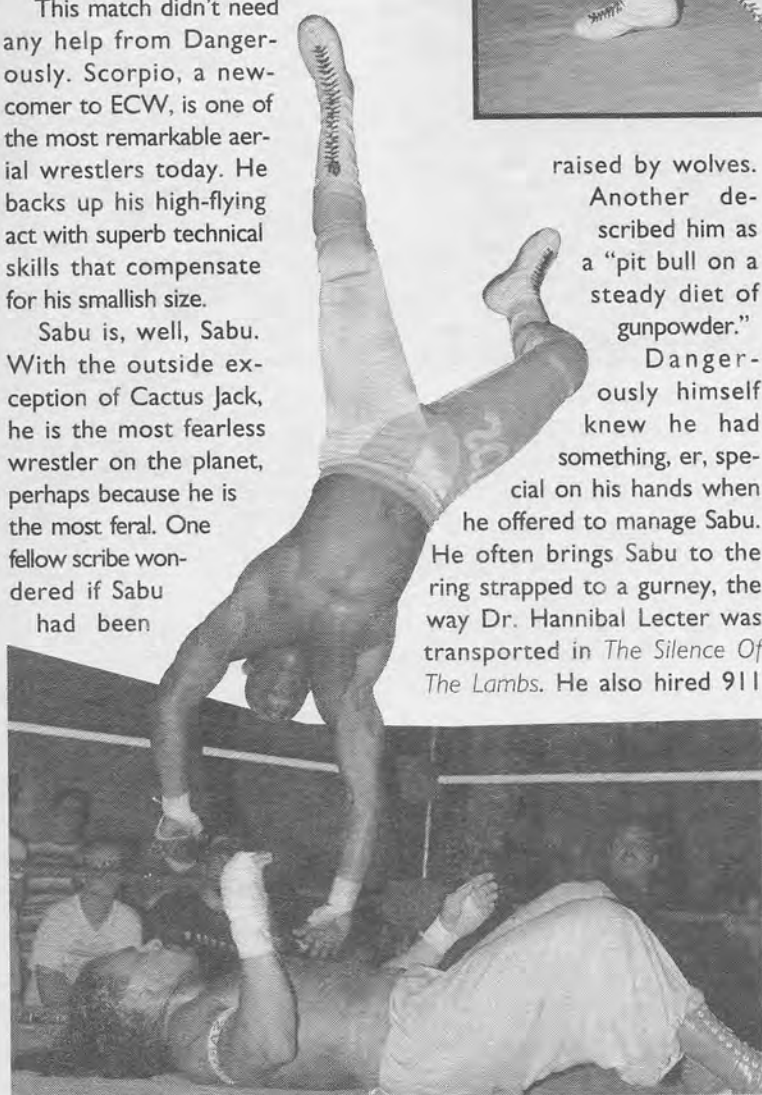 This match didn't need
any help from Danger-
ously. Scorpio, a new-
comer to ECW, is one of
the most remarkable aer-
ial wrestlers today. He
backs up his high-flying
act with superb technical
skills that compensate
for his smallish size.
Sabu is, well, Sabu.
With the outside ex-
ception of Cactus Jack,
he is the most fearless
wrestler on the planet,
perhaps because he is
the most feral. One
fellow scribe won-
dered if Sabu
had been
raised by wolves.
Another de-
scribed him as
a “pit bull on a
steady diet of
gunpowder.”
Danger-
ously himself
knew he had
something, er, spe-
cial on his hands when
he offered to manage Sabu.
He often brings Sabu to the
ring strapped to a gurney, the
way Dr. Hannibal Lecter was
transported in The Silence Of
The Lambs. He also hired 911